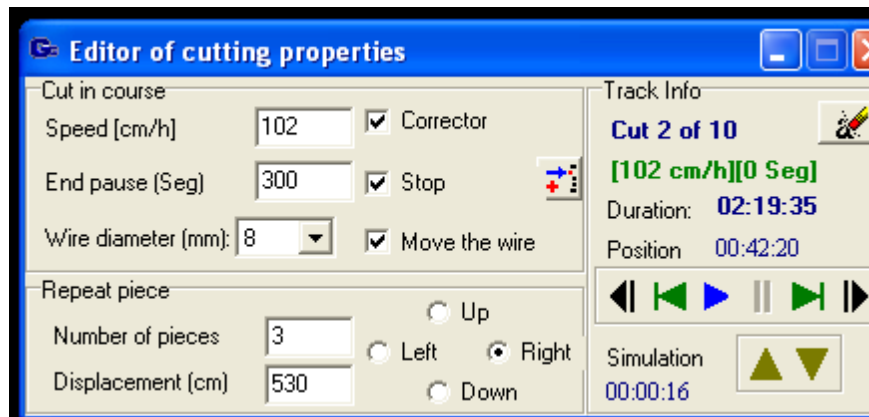 Editor of cutting properties
Cut in course
Speed [cm/h] 102 Corrector
End pause (Seg) 300 Stop
Wire diameter (mm): 8 Move the wire
Repeat piece
Number of pieces 3
Displacement (cm) 530
Up
Left Right
Down
Track Info
Cut 2 of 10
[102 cm/h][0 Seg]
Duration: 02:19:35
Position 00:42:20
Simulation
00:00:16